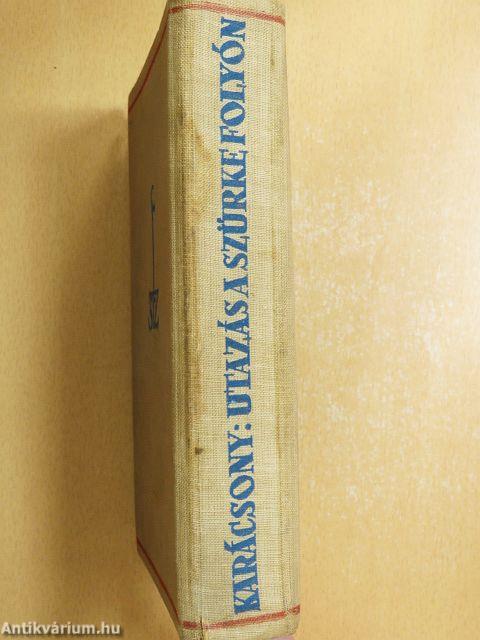 KARÁCSONY: UTAZÁS A SZÜRKE FOLYÓN
Antikvárium.hu